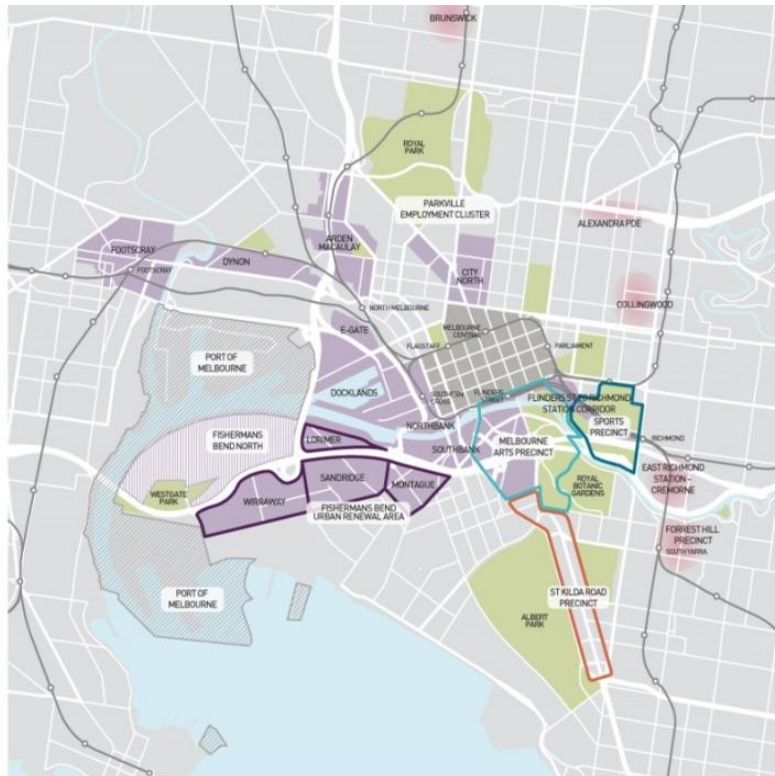 BRUNSWICK
ROYAL
PARK
PARKVILLE
EMPLOYMENT CLUSTER
ALEXANDRA PDE
ARDEN
MACAULAY
FOOTSCRAY
FOOTSCRAY
DYNON
CITY
NORTH
COLLINGWOOD
NORTH MELBOURNE
E-GATE
MELBOURNE
CENTRAL
FLAGSTAFF
PARLIAMENT
PORT OF
MELBOURNE
DOCKLANDS
SOUTHERN
CROSS
FLINDERS
STREET
FLINDERS ST TO RICHMOND
STATION CORRIDOR
SPORTS
PRECINCT
RICHMOND
NORTHBANK
FISHERMANS
BEND NORTH
LORIMER
SOUTHBANK
MELBOURNE
ARTS PRECINCT
EAST RICHMOND
STATION –
CREMORNE
SANDRIDGE
MONTAGUE
ROYAL
BOTANIC
GARDENS
WESTGATE
PARK
WIRRAWAY
FISHERMANS BEND
URBAN RENEWAL AREA
FORREST HILL
PRECINCT
SOUTH YARRA
PORT OF
MELBOURNE
ST KILDA ROAD
PRECINCT
ALBERT
PARK